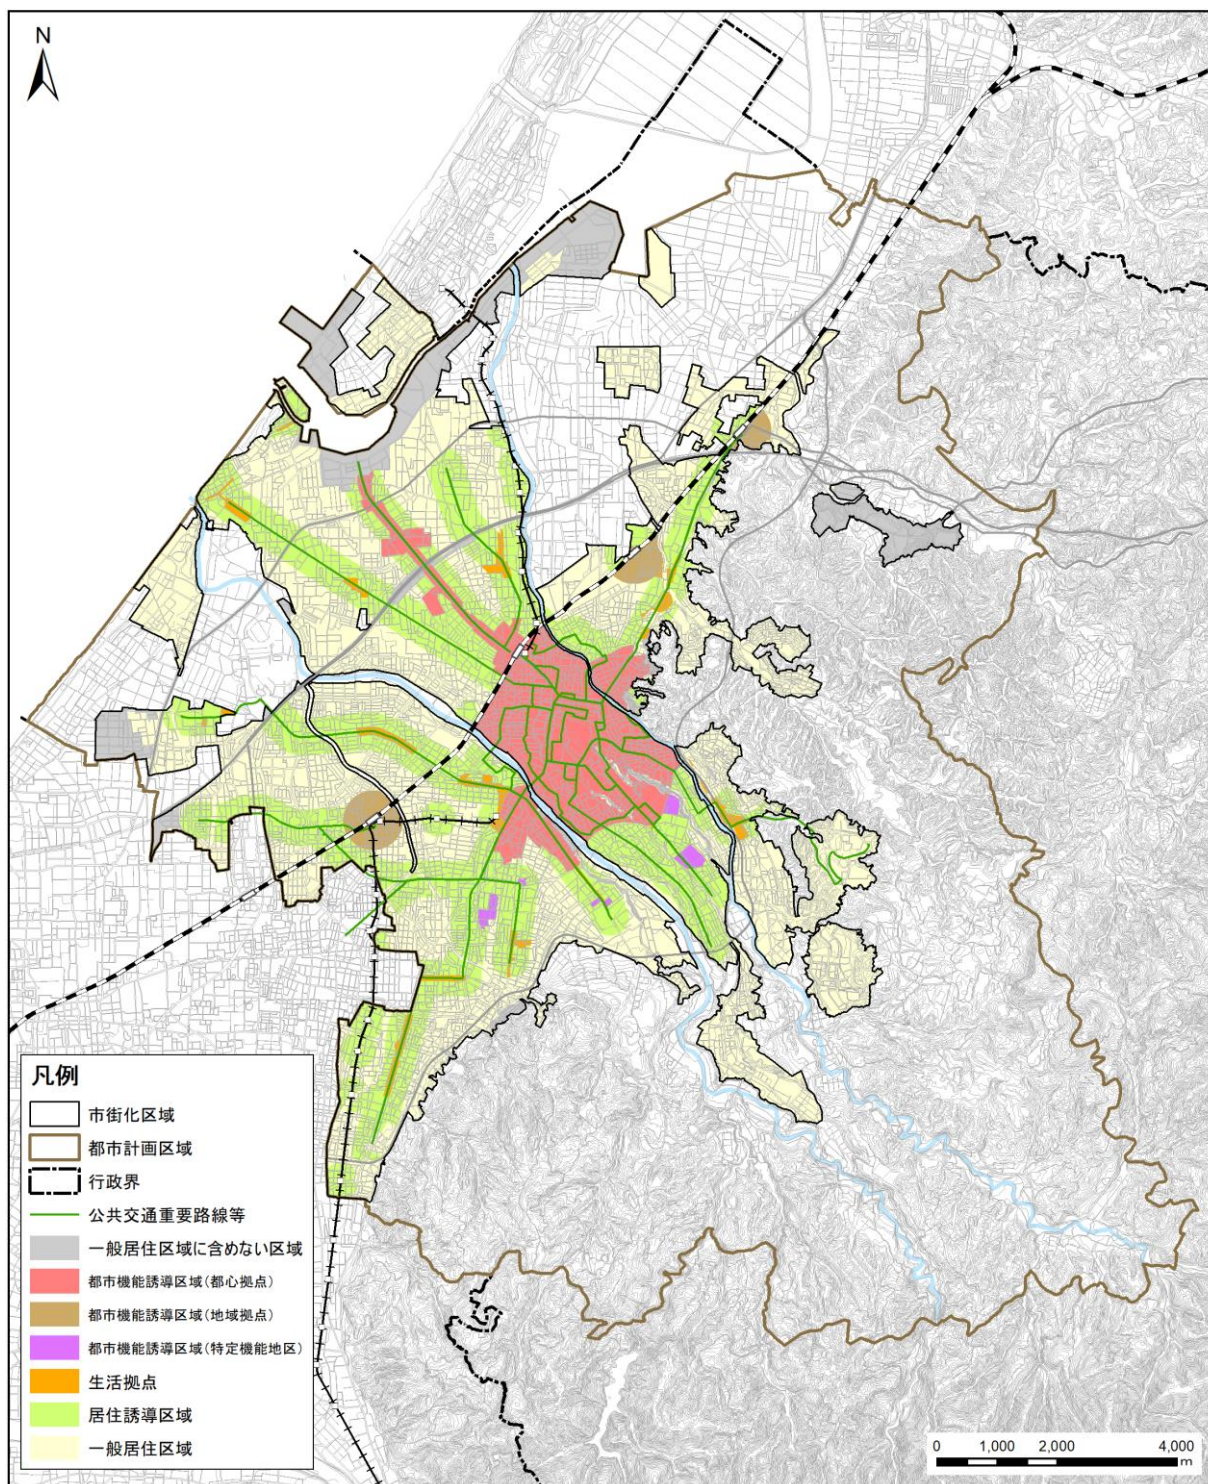 N
凡例
市街化区域
都市計画区域
行政界
公共交通重要路線等
一般居住区域に含めない区域
都市機能誘導区域(都心拠点)
都市機能誘導区域(地域拠点)
都市機能誘導区域(特定機能地区)
生活拠点
居住誘導区域
一般居住区域
0 1,000 2,000 4,000
m